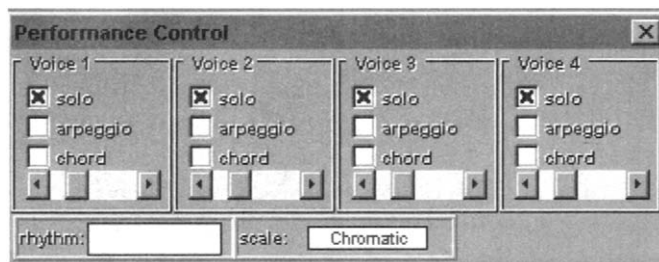 Performance Control
Voice 1 Voice 2 Voice 3 Voice 4
solo solo solo solo
arpeggio arpeggio arpeggio arpeggio
chord chord chord chord
rhythm: scale: Chromatic